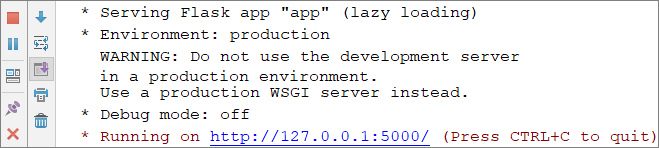 * Serving Flask app "app" (lazy loading)
* Environment: production
WARNING: Do not use the development server
in a production environment.
Use a production WSGI server instead.
* Debug mode: off
* Running on http://127.0.0.1:5000/ (Press CTRL+C to quit)